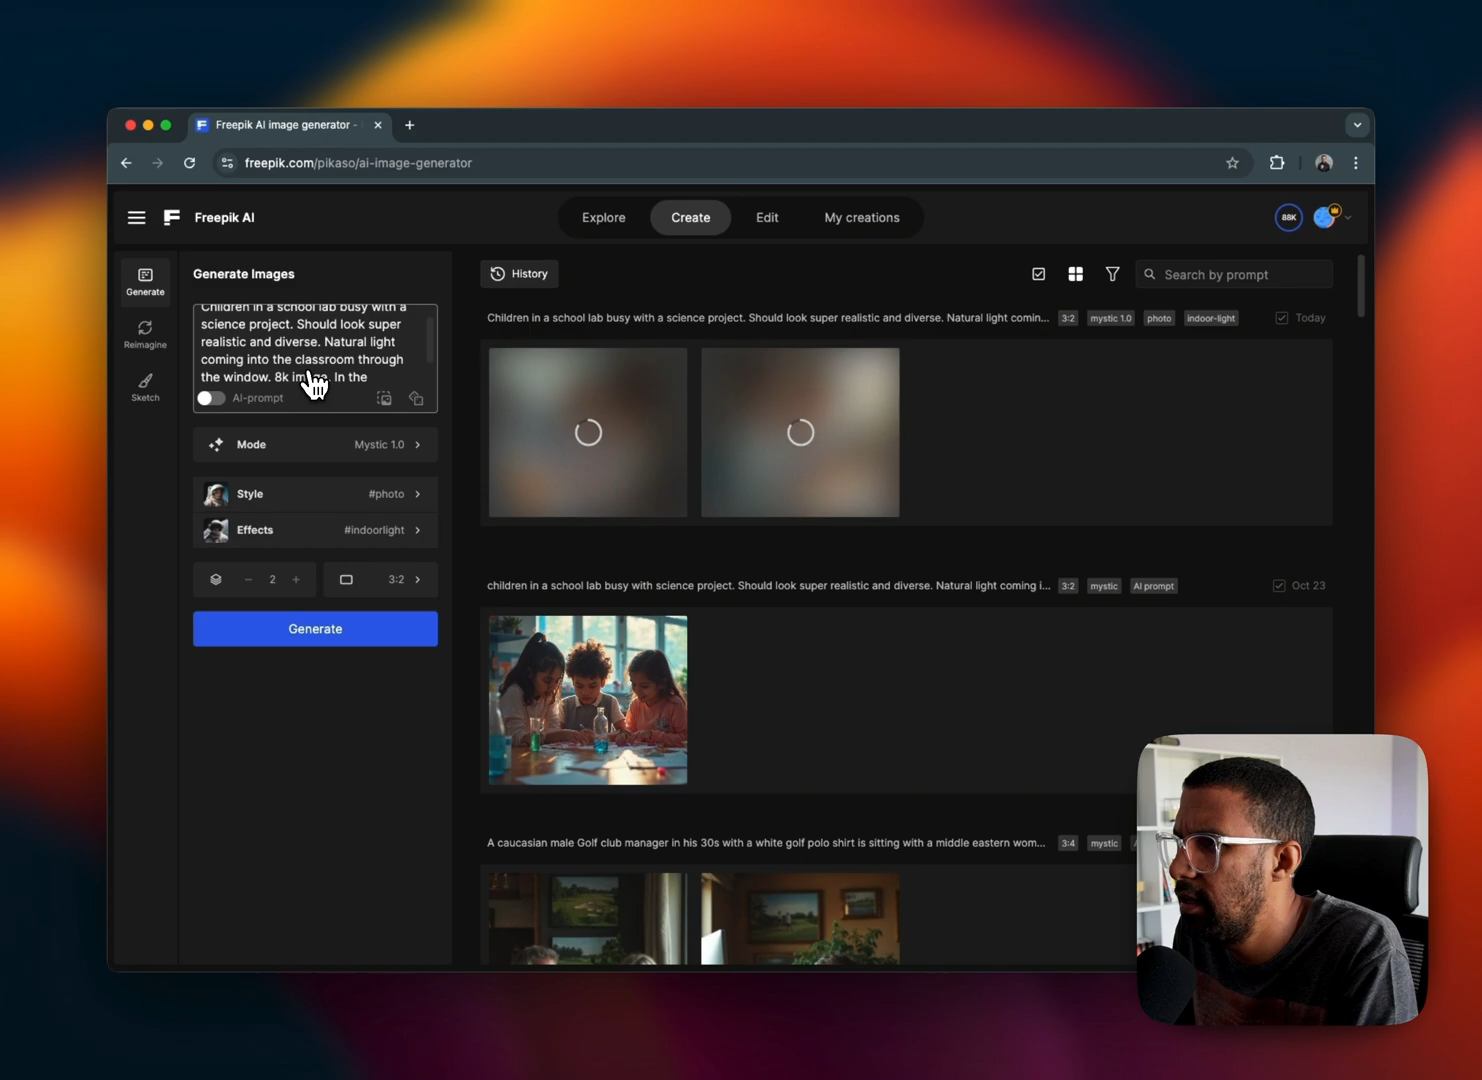 Freepik AI image generator -
freepik.com/pikaso/ai-image-generator
Freepik AI
Explore
Create
Edit
My creations
88K
Generate
Reimagine
Sketch
Generate Images
Children in a school lab busy with a
science project. Should look super
realistic and diverse. Natural light
coming into the classroom through
the window. 8k In the
AI-prompt
Mode Mystic 1.0
Style #photo
Effects #indoorlight
2
3:2
Generate
History
Search by prompt
Children in a school lab busy with a science project. Should look super realistic and diverse. Natural light comin... 3:2 mystic 1.0 photo indoor-light Today
children in a school lab busy with science project. Should look super realistic and diverse. Natural light coming i... 3:2 mystic AI prompt Oct 23
A caucasian male Golf club manager in his 30s with a white golf polo shirt is sitting with a middle eastern wom... 3:4 mystic